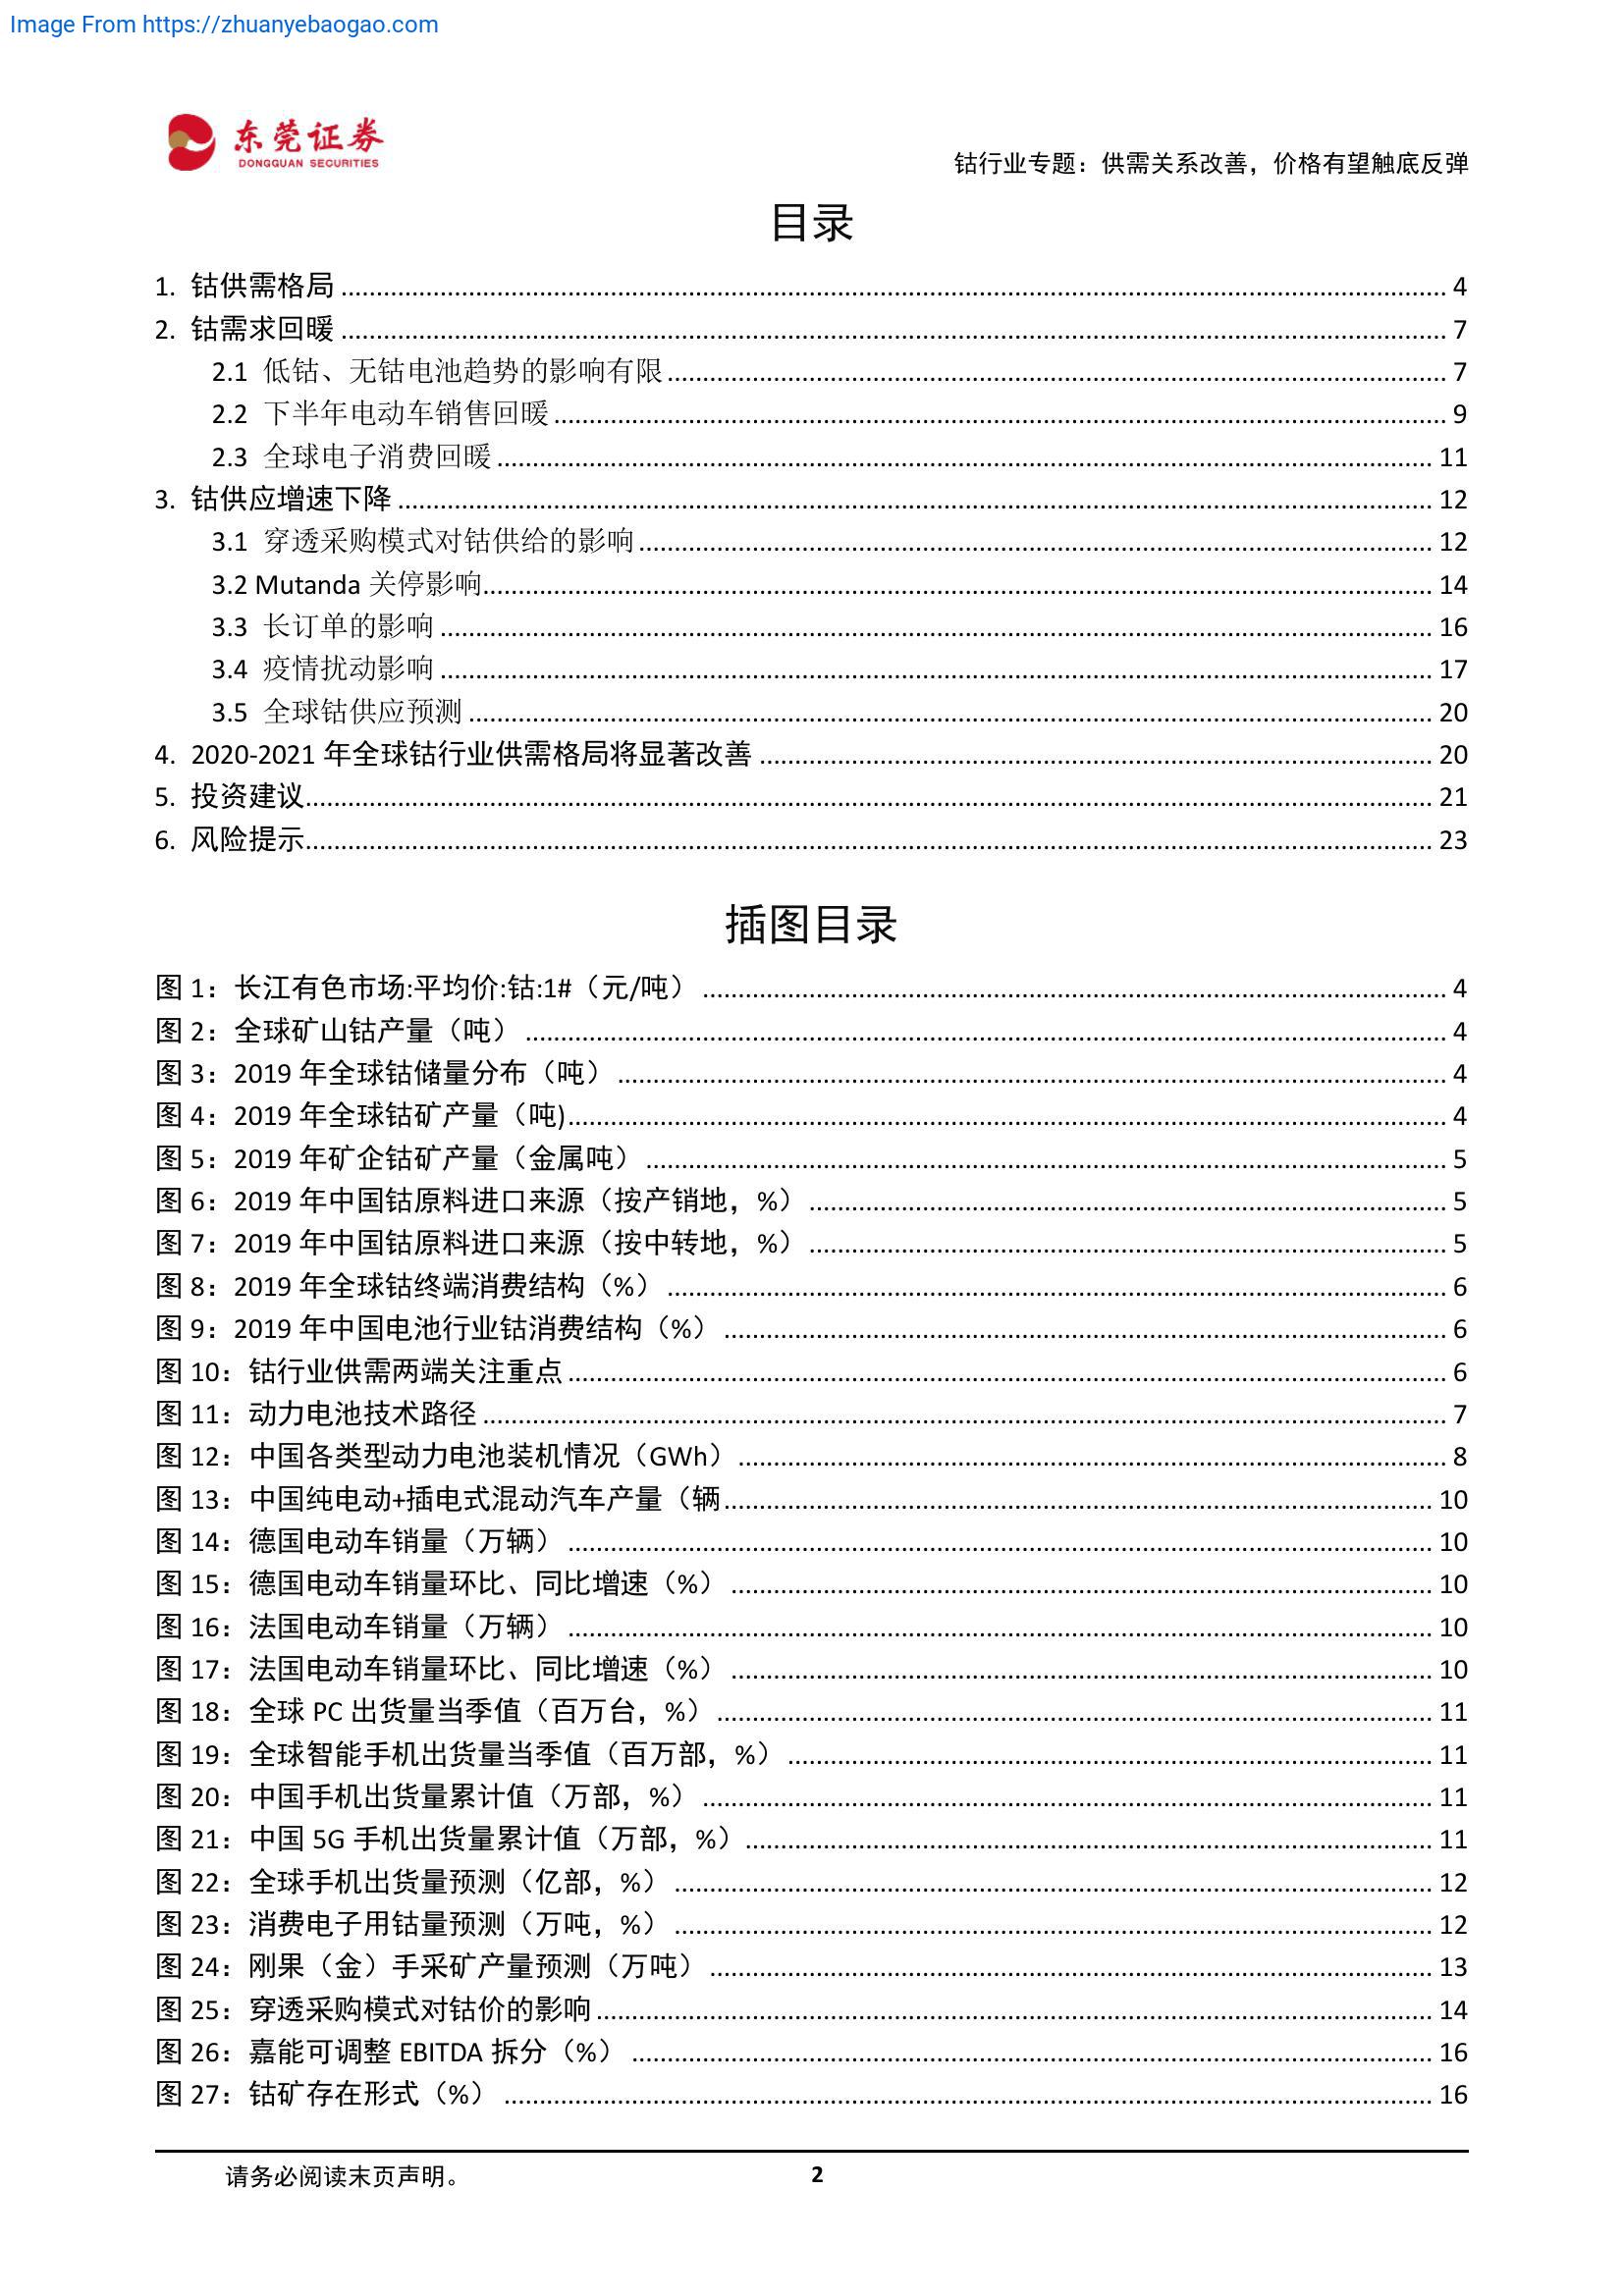 Image From https://zhuanyebaogao.com
东莞证券
DONGGUAN SECURITIES
钴行业专题：供需关系改善，价格有望触底反弹
目录
1. 钴供需格局 4
2. 钴需求回暖 7
2.1 低钴、无钴电池趋势的影响有限 7
2.2 下半年电动车销售回暖 9
2.3 全球电子消费回暖 11
3. 钴供应增速下降 12
3.1 穿透采购模式对钴供给的影响 12
3.2 Mutanda 关停影响 14
3.3 长订单的影响 16
3.4 疫情扰动影响 17
3.5 全球钴供应预测 20
4. 2020-2021 年全球钴行业供需格局将显著改善 20
5. 投资建议 21
6. 风险提示 23
插图目录
图 1：长江有色市场:平均价:钴:1#（元/吨） 4
图 2：全球矿山钴产量（吨） 4
图 3：2019 年全球钴储量分布（吨） 4
图 4：2019 年全球钴矿产量（吨) 4
图 5：2019 年矿企钴矿产量（金属吨） 5
图 6：2019 年中国钴原料进口来源（按产销地，%） 5
图 7：2019 年中国钴原料进口来源（按中转地，%） 5
图 8：2019 年全球钴终端消费结构（%） 6
图 9：2019 年中国电池行业钴消费结构（%） 6
图 10：钴行业供需两端关注重点 6
图 11：动力电池技术路径 7
图 12：中国各类型动力电池装机情况（GWh） 8
图 13：中国纯电动+插电式混动汽车产量（辆 10
图 14：德国电动车销量（万辆） 10
图 15：德国电动车销量环比、同比增速（%） 10
图 16：法国电动车销量（万辆） 10
图 17：法国电动车销量环比、同比增速（%） 10
图 18：全球 PC 出货量当季值（百万台，%） 11
图 19：全球智能手机出货量当季值（百万部，%） 11
图 20：中国手机出货量累计值（万部，%） 11
图 21：中国 5G 手机出货量累计值（万部，%） 11
图 22：全球手机出货量预测（亿部，%） 12
图 23：消费电子用钴量预测（万吨，%） 12
图 24：刚果（金）手采矿产量预测（万吨） 13
图 25：穿透采购模式对钴价的影响 14
图 26：嘉能可调整 EBITDA 拆分（%） 16
图 27：钴矿存在形式（%） 16
请务必阅读末页声明。 2